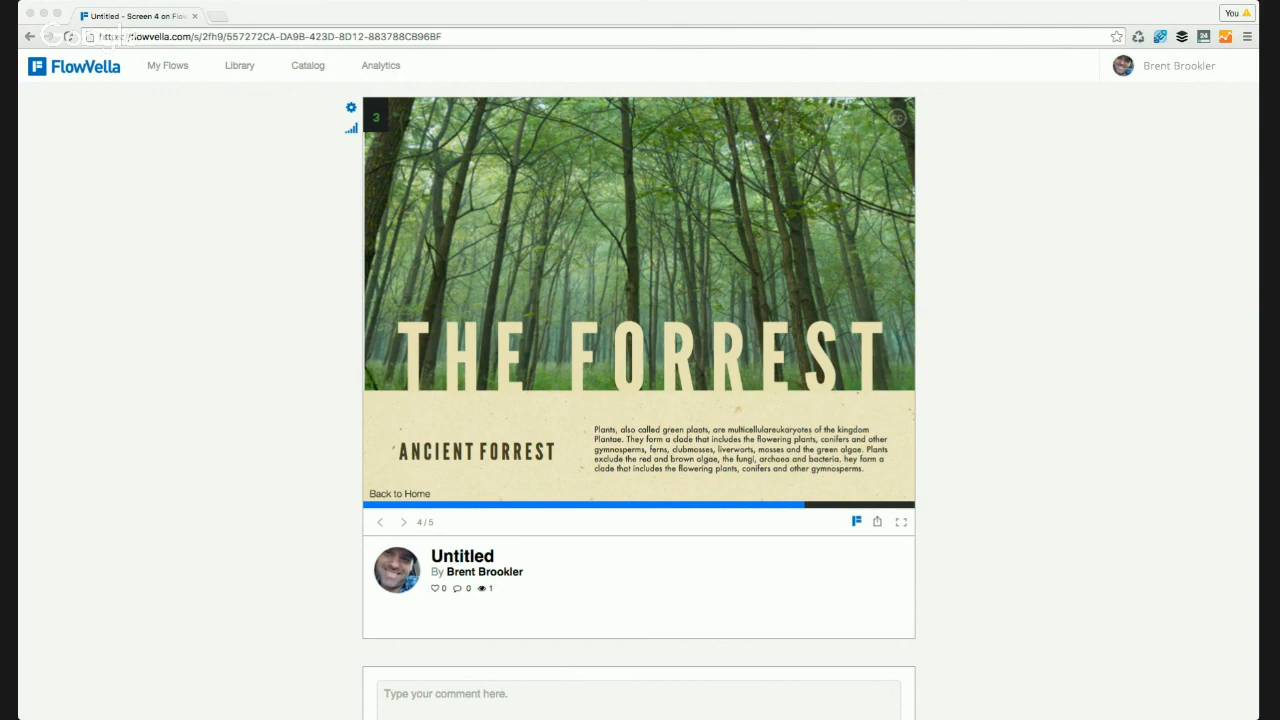 Untitled - Screen 4 on Flow
You
Google
https://flowvella.com/s/2fh9/557272CA-DA9B-423D-8D12-883788CB96BF
24
FlowVella
My Flows
Library
Catalog
Analytics
Brent Brookler
3
cc
THE FORREST
ANCIENT FORREST
Plants, also called green plants, are multicellulareukaryotes of the kingdom
Plantae. They form a clade that includes the flowering plants, conifers and other
gymnosperms, ferns, clubmosses, liverworts, mosses and the green algae. Plants
exclude the red and brown algae, the fungi, archaea and bacteria. hey form a
clade that includes the flowering plants, conifers and other gymnosperms.
Back to Home
4 / 5
Untitled
By Brent Brookler
0 0 1
Type your comment here.